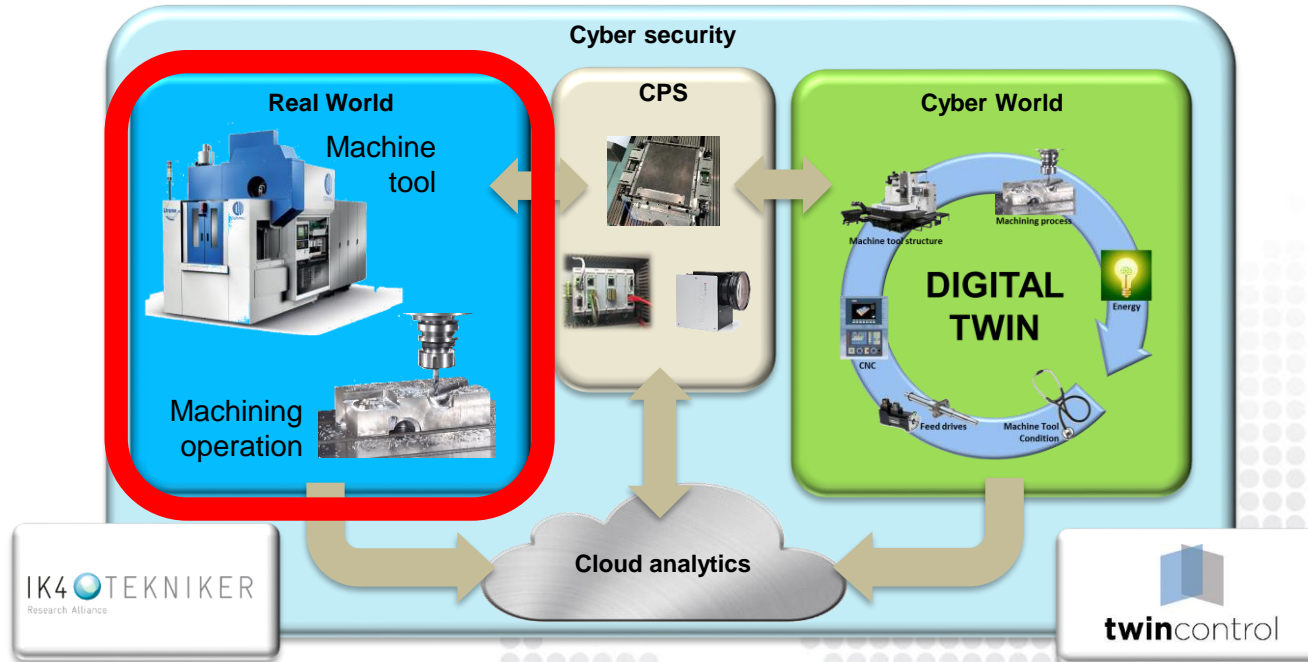 Cyber security
Real World
Machine
tool
Machining
operation
CPS
Cyber World
Machine tool structure
Machining process
DIGITAL
TWIN
Energy
CNC
Feed drives
Machine Tool
Condition
Cloud analytics
IK4 TEKNIKER
Research Alliance
twincontrol